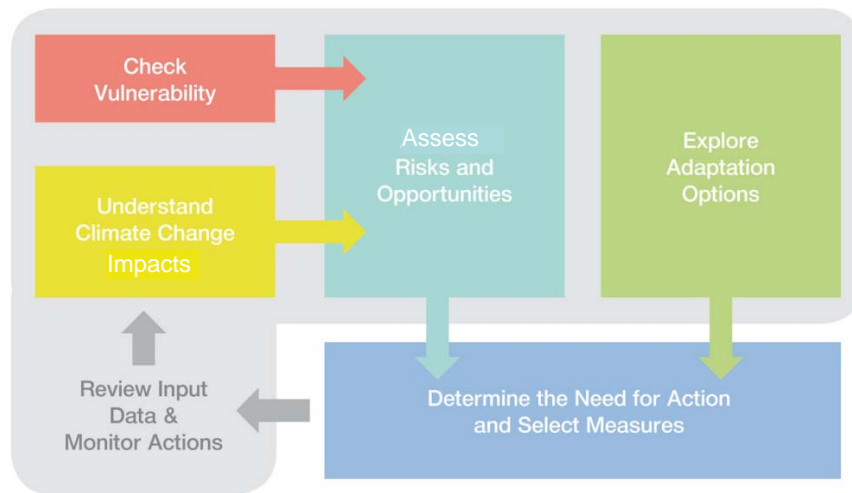 Check
Vulnerability
Assess
Risks and
Opportunities
Explore
Adaptation
Options
Understand
Climate Change
Impacts
Review Input
Data &
Monitor Actions
Determine the Need for Action
and Select Measures